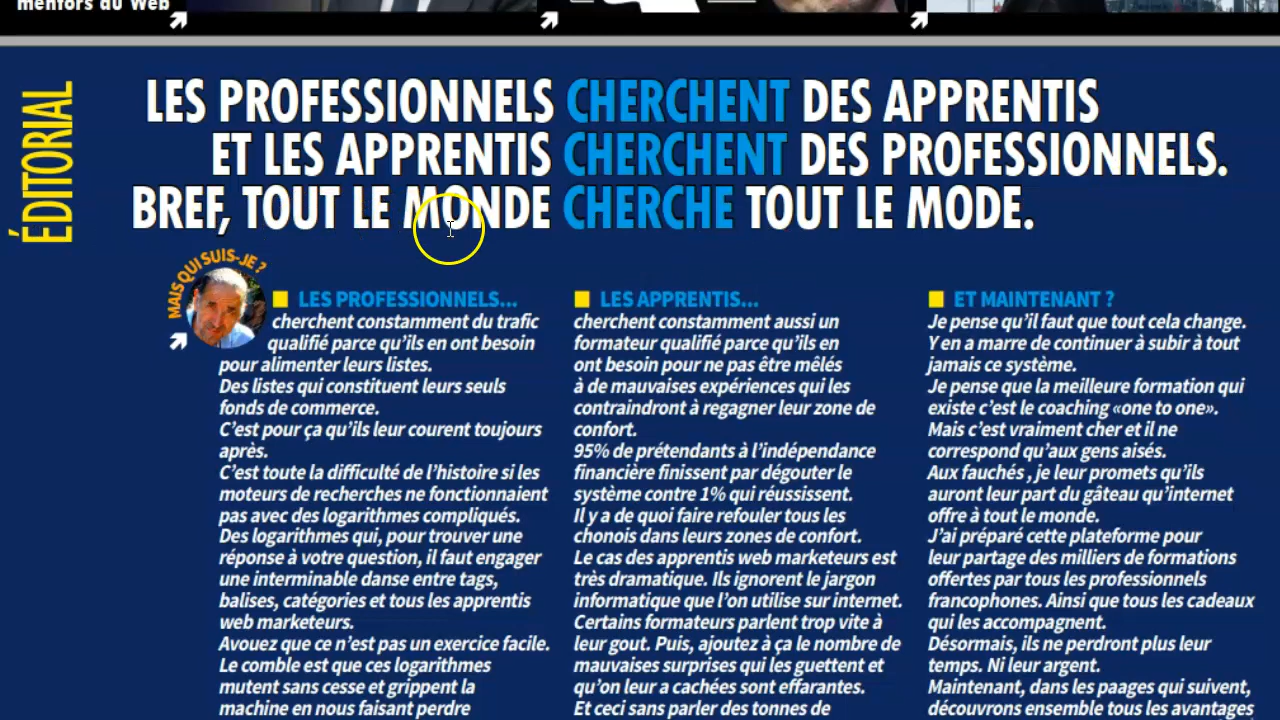 mentors du Web
ÉDITORIAL
LES PROFESSIONNELS CHERCHENT DES APPRENTIS
ET LES APPRENTIS CHERCHENT DES PROFESSIONNELS.
BREF, TOUT LE MONDE CHERCHE TOUT LE MODE.
MAIS QUI SUIS-JE ?
LES PROFESSIONNELS...
cherchent constamment du trafic
qualifié parce qu'ils en ont besoin
pour alimenter leurs listes.
Des listes qui constituent leurs seuls
fonds de commerce.
C'est pour ça qu'ils leur courent toujours
après.
C'est toute la difficulté de l'histoire si les
moteurs de recherches ne fonctionnaient
pas avec des logarithmes compliqués.
Des logarithmes qui, pour trouver une
réponse à votre question, il faut engager
une interminable danse entre tags,
balises, catégories et tous les apprentis
web marketeurs.
Avouez que ce n'est pas un exercice facile.
Le comble est que ces logarithmes
mutent sans cesse et grippent la
machine en nous faisant perdre
LES APPRENTIS...
cherchent constamment aussi un
formateur qualifié parce qu'ils en
ont besoin pour ne pas être mêlés
à de mauvaises expériences qui les
contraindront à regagner leur zone de
confort.
95% de prétendants à l'indépendance
financière finissent par dégouter le
système contre 1% qui réussissent.
Il y a de quoi faire refouler tous les
chonois dans leurs zones de confort.
Le cas des apprentis web marketeurs est
très dramatique. Ils ignorent le jargon
informatique que l'on utilise sur internet.
Certains formateurs parlent trop vite à
leur gout. Puis, ajoutez à ça le nombre de
mauvaises surprises qui les guettent et
qu'on leur a cachées sont effarantes.
Et ceci sans parler des tonnes de
ET MAINTENANT ?
Je pense qu'il faut que tout cela change.
Y en a marre de continuer à subir à tout
jamais ce système.
Je pense que la meilleure formation qui
existe c'est le coaching «one to one».
Mais c'est vraiment cher et il ne
correspond qu'aux gens aisés.
Aux fauchés , je leur promets qu'ils
auront leur part du gâteau qu'internet
offre à tout le monde.
J'ai préparé cette plateforme pour
leur partage des milliers de formations
offertes par tous les professionnels
francophones. Ainsi que tous les cadeaux
qui les accompagnent.
Désormais, ils ne perdront plus leur
temps. Ni leur argent.
Maintenant, dans les paages qui suivent,
découvrons ensemble tous les avantages